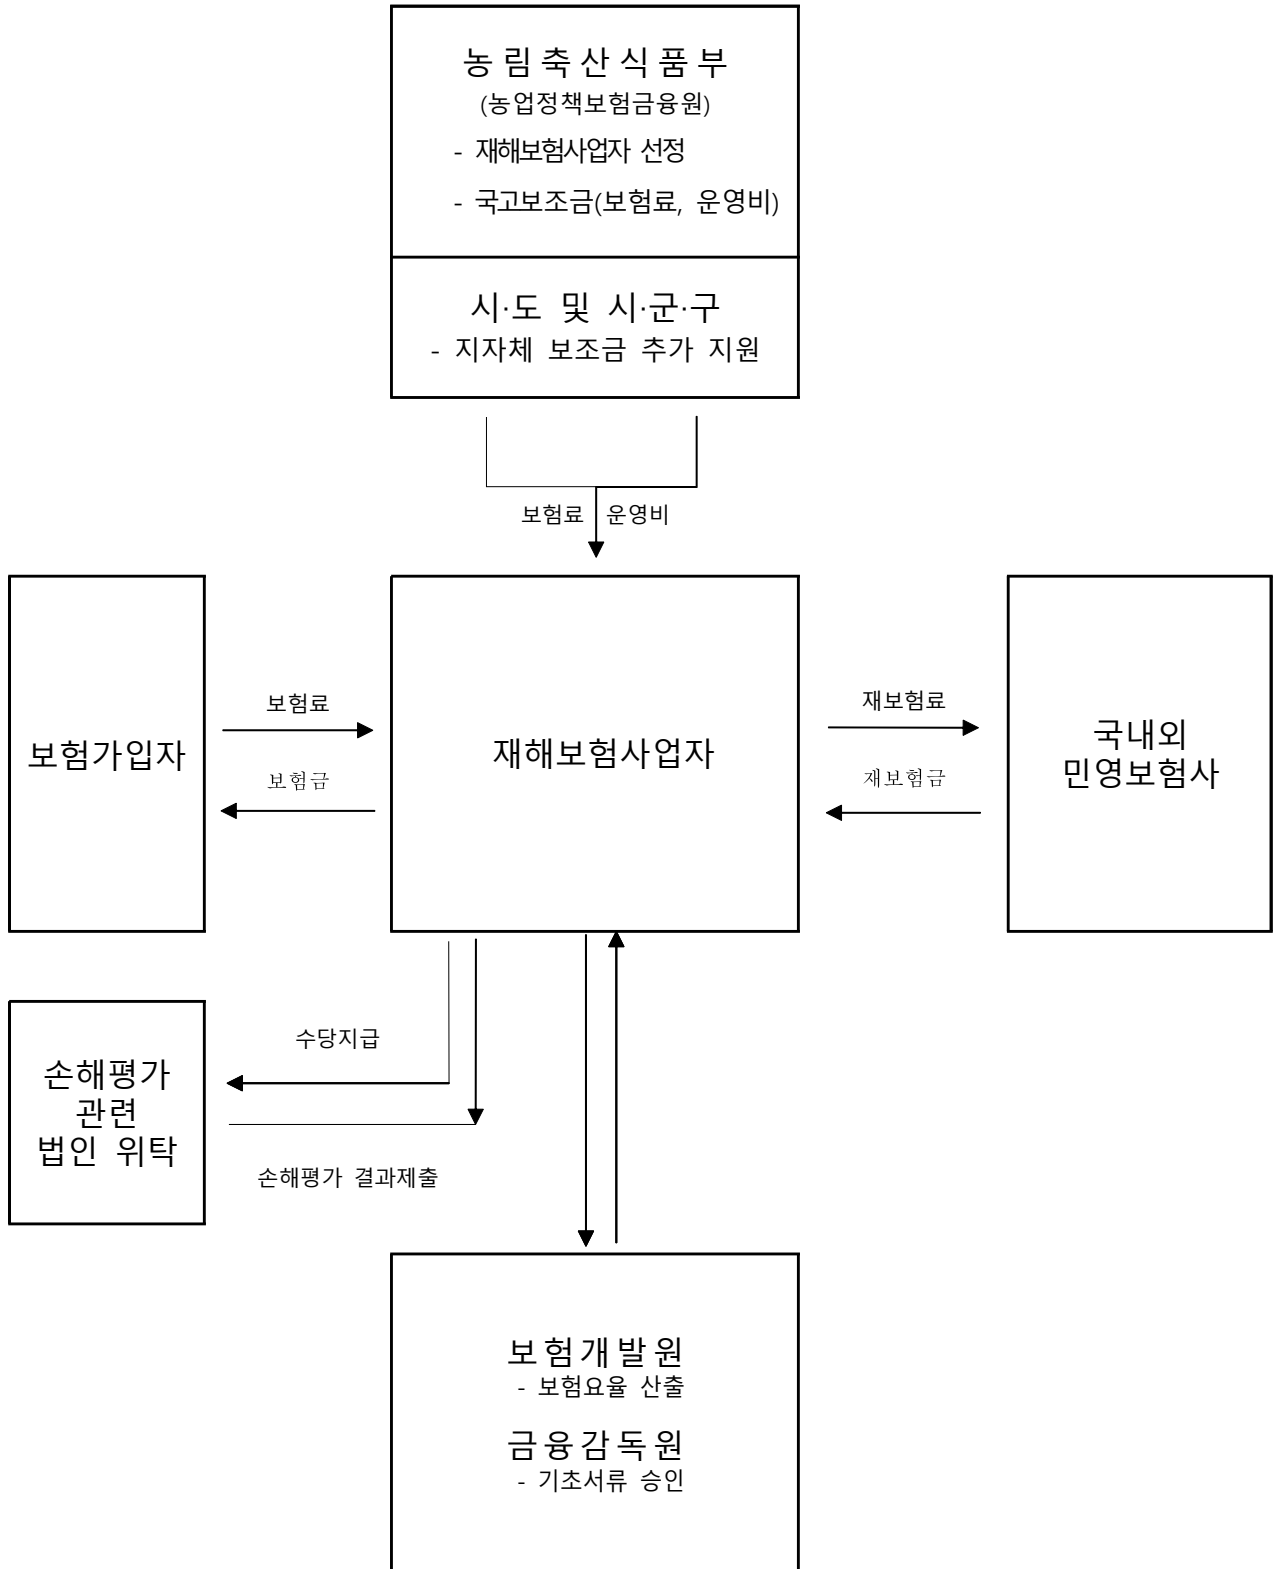 농림축산식품부
(농업정책보험금융원)
- 재해보험사업자 선정
- 국고보조금(보험료, 운영비)
시·도 및 시·군·구
- 지자체 보조금 추가 지원
보험료 운영비
보험가입자
보험료
보험금
재해보험사업자
재보험료
재보험금
국내외
민영보험사
손해평가
관련
법인 위탁
수당지급
손해평가 결과제출
보험개발원
- 보험요율 산출
금융감독원
- 기초서류 승인